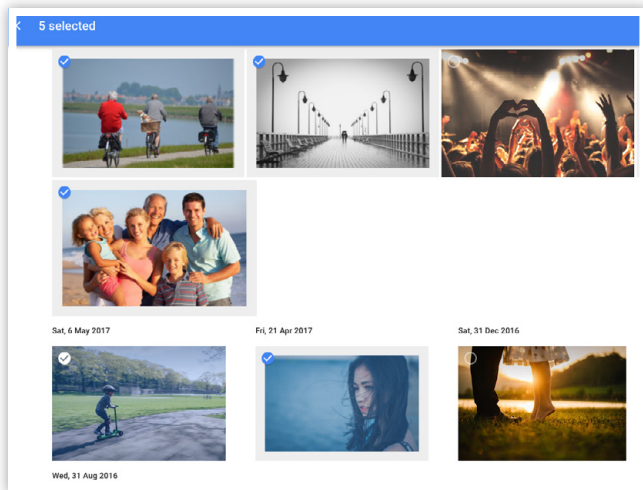 5 selected
Sat, 6 May 2017
Fri, 21 Apr 2017
Sat, 31 Dec 2016
Wed, 31 Aug 2016